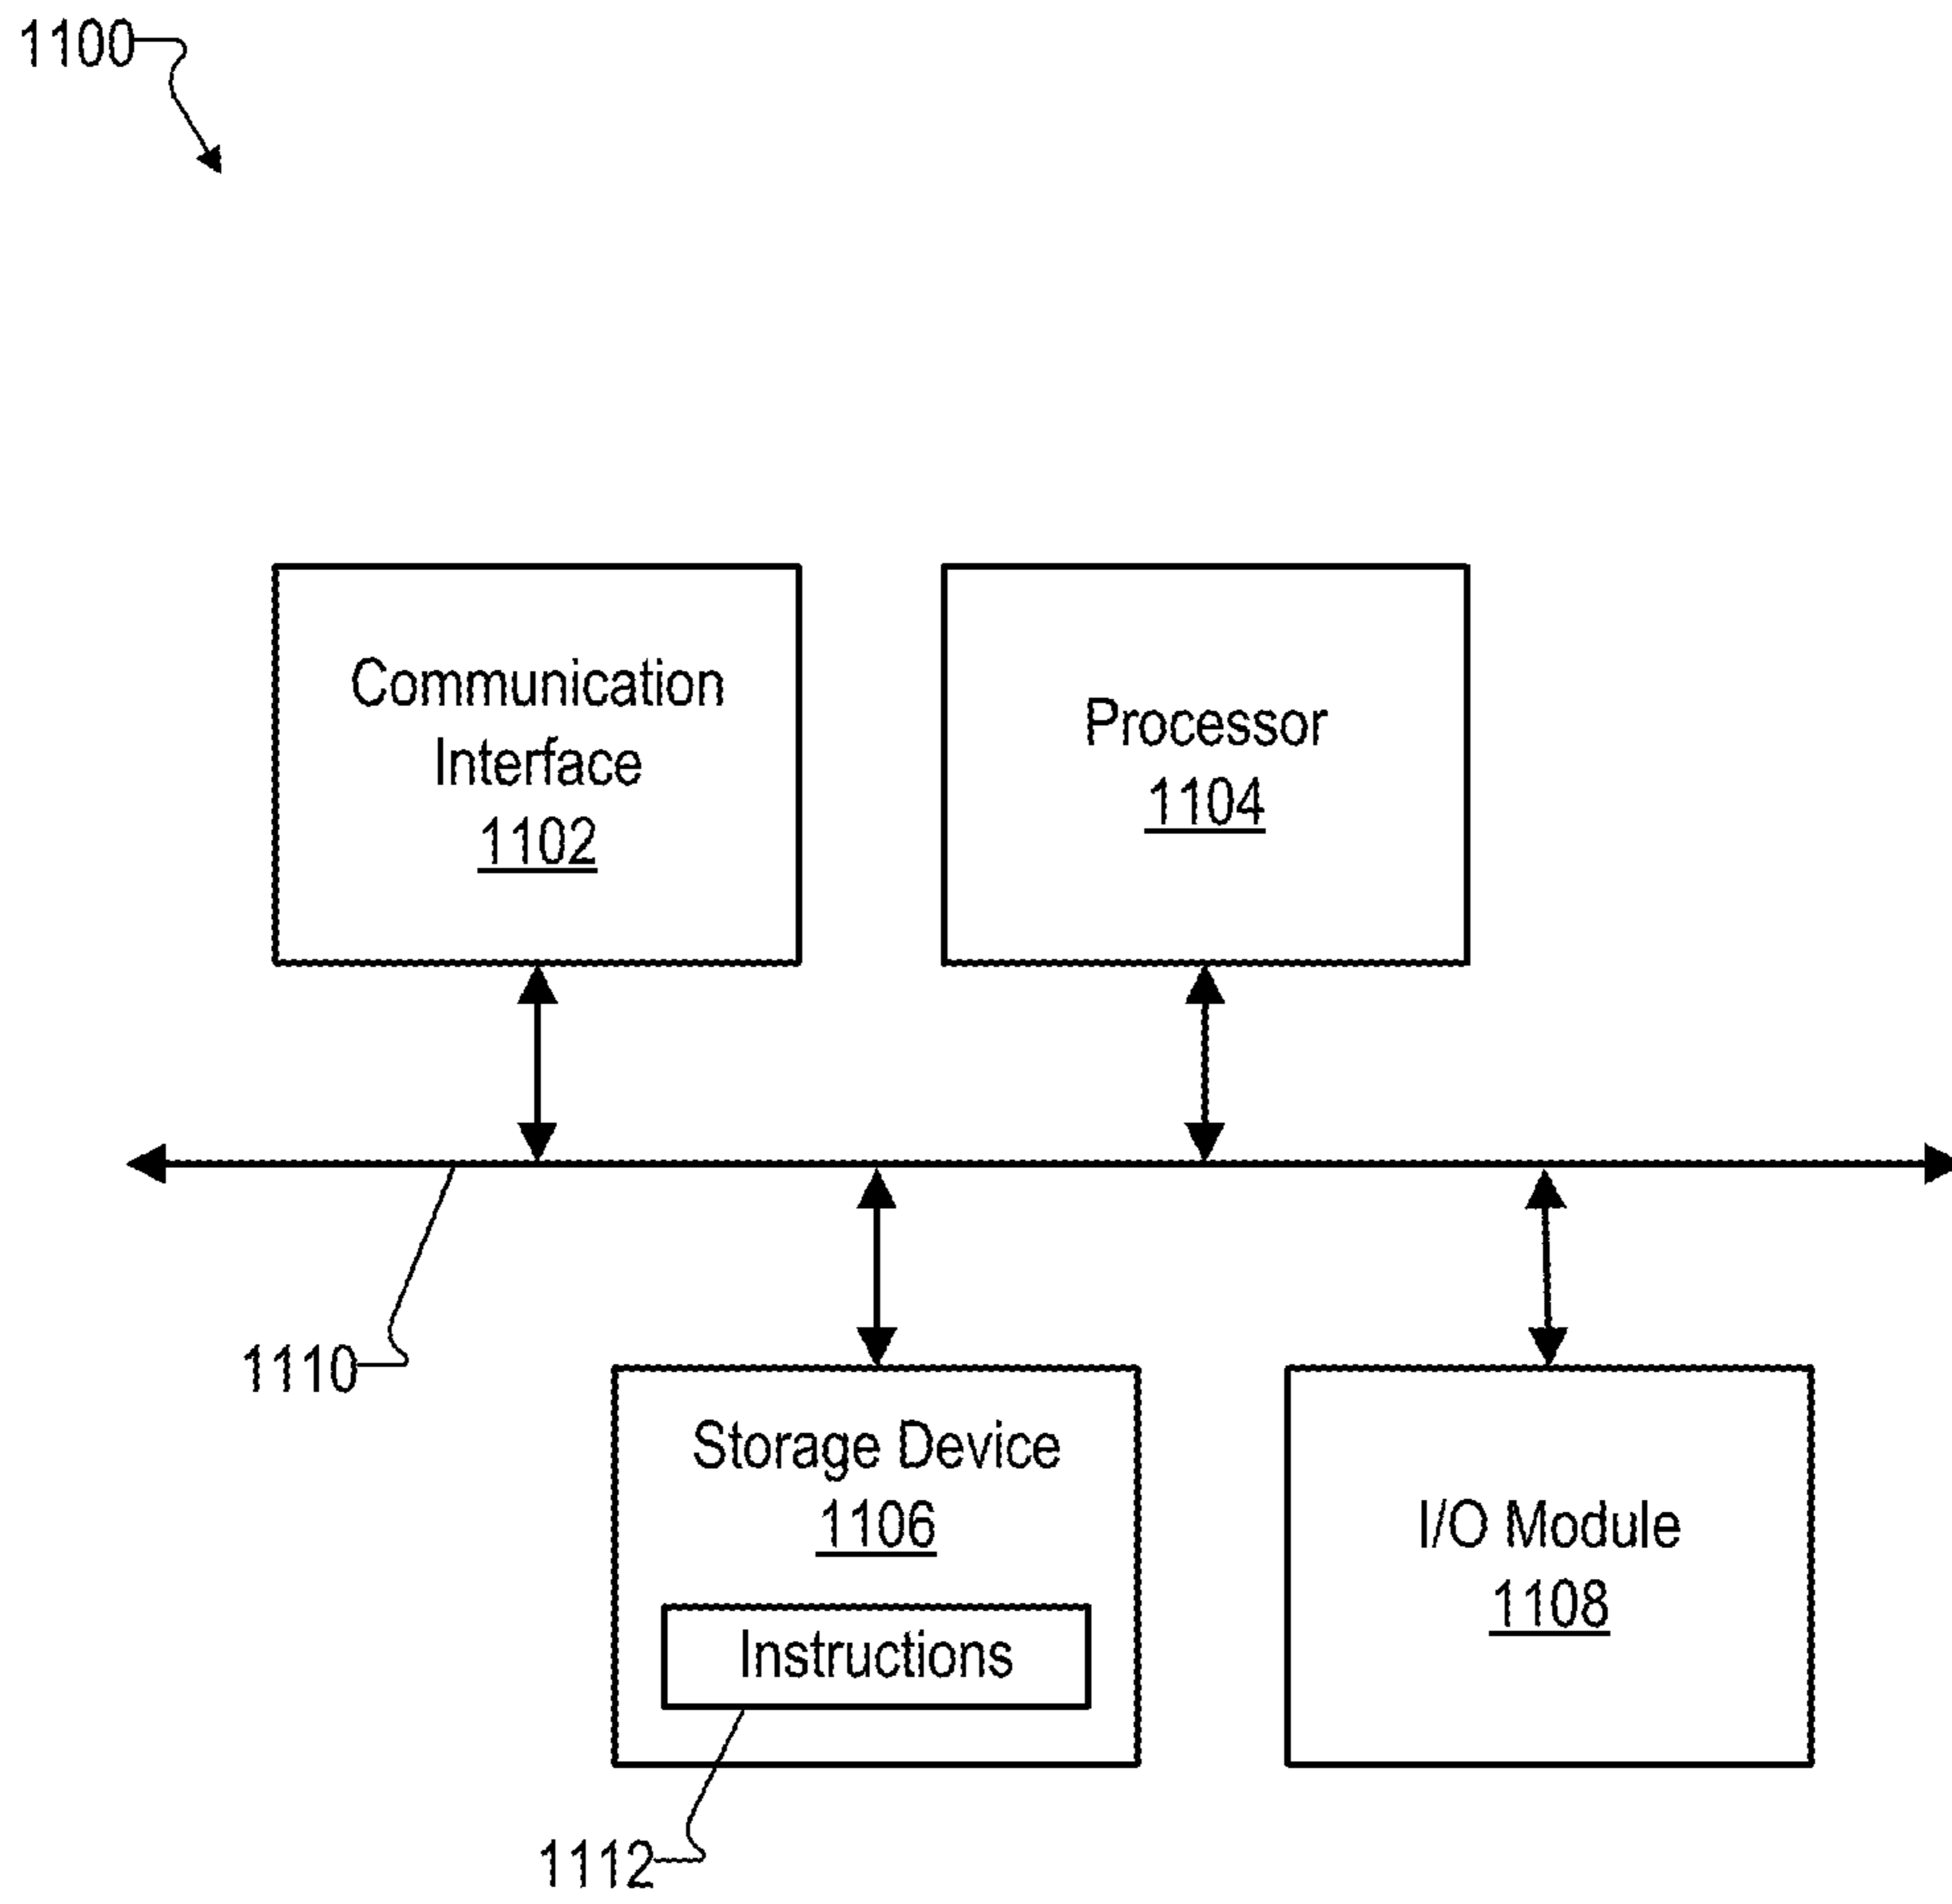 1100
Communication
Interface
1102
Processor
1104
1110
Storage Device
1106
Instructions
I/O Module
1108
1112